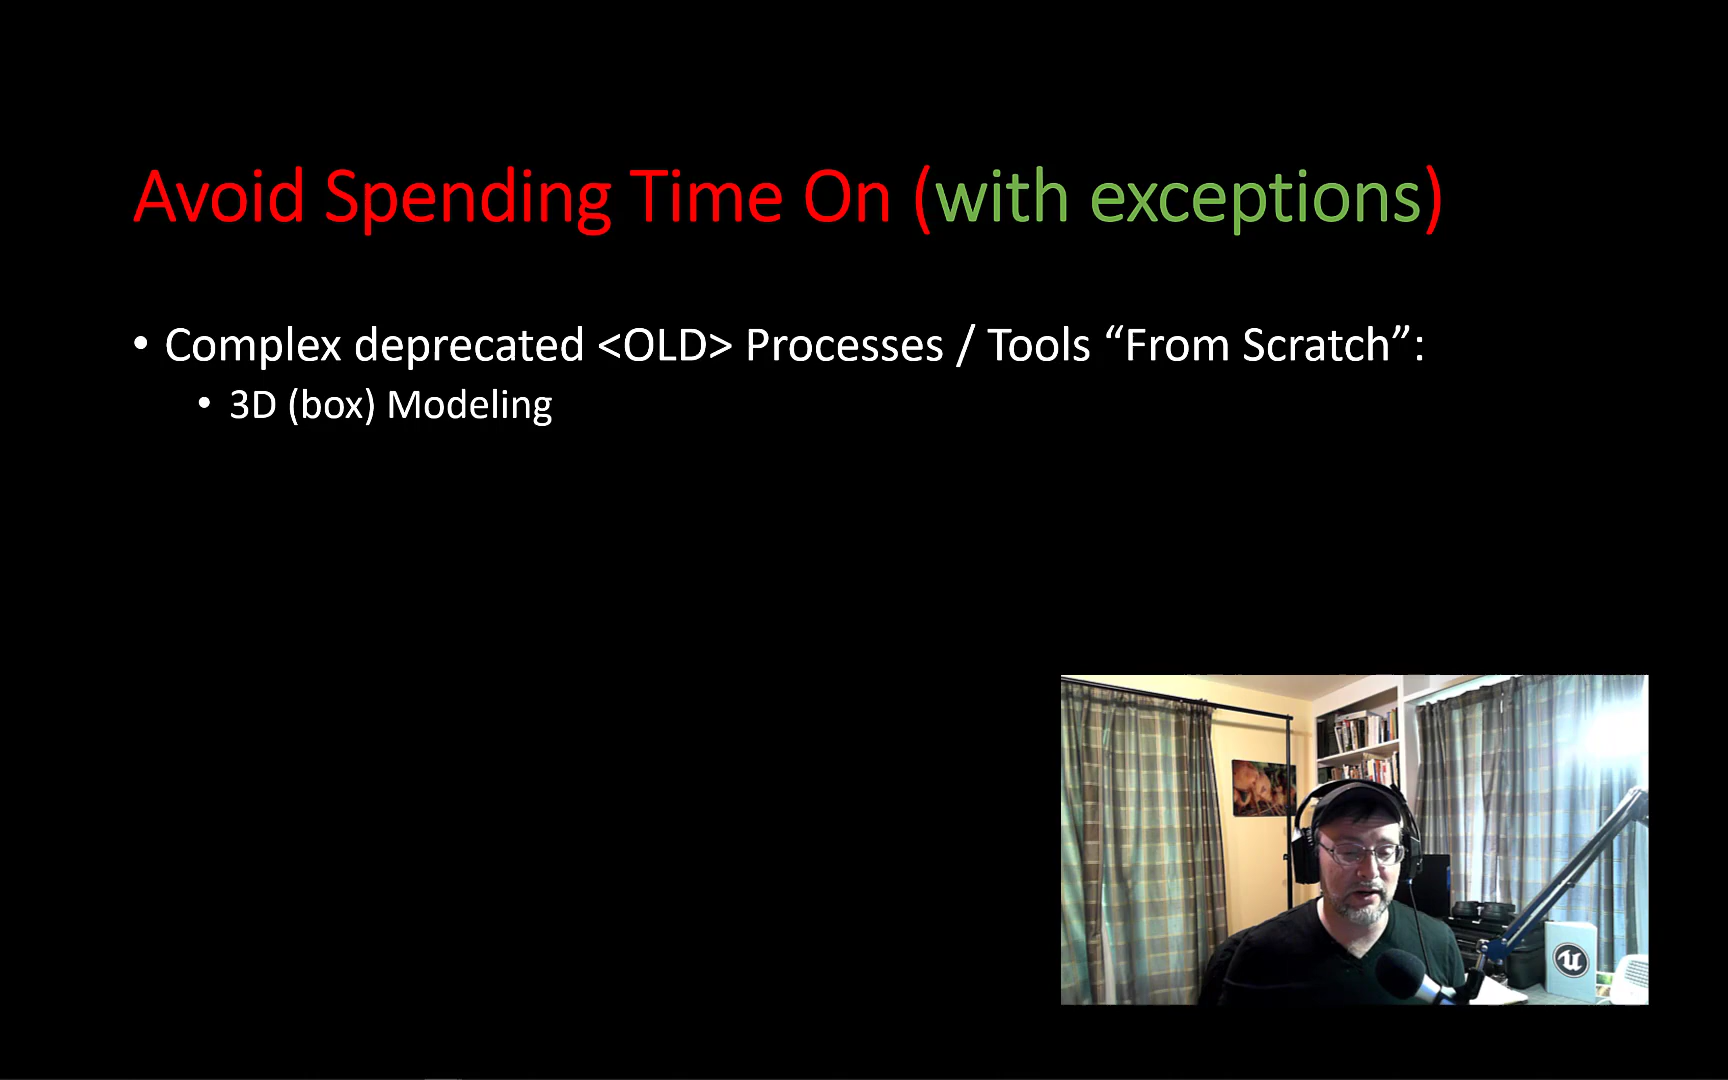 Avoid Spending Time On (with exceptions)
• Complex deprecated <OLD> Processes / Tools “From Scratch”:
• 3D (box) Modeling